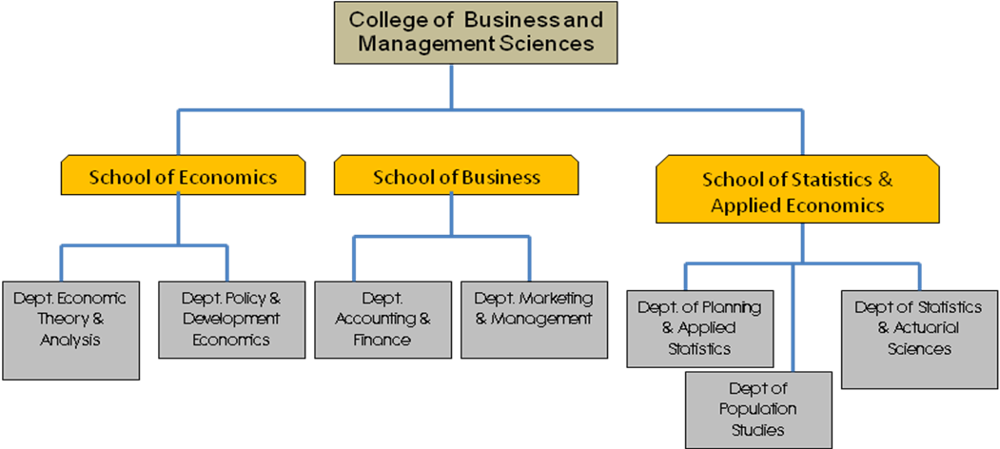 College of Business and
Management Sciences
School of Economics
School of Business
School of Statistics &
Applied Economics
Dept. Economic
Theory &
Analysis
Dept. Policy &
Development
Economics
Dept.
Accounting &
Finance
Dept. Marketing
& Management
Dept. of Planning
& Applied
Statistics
Dept of
Population
Studies
Dept of Statistics
& Actuarial
Sciences